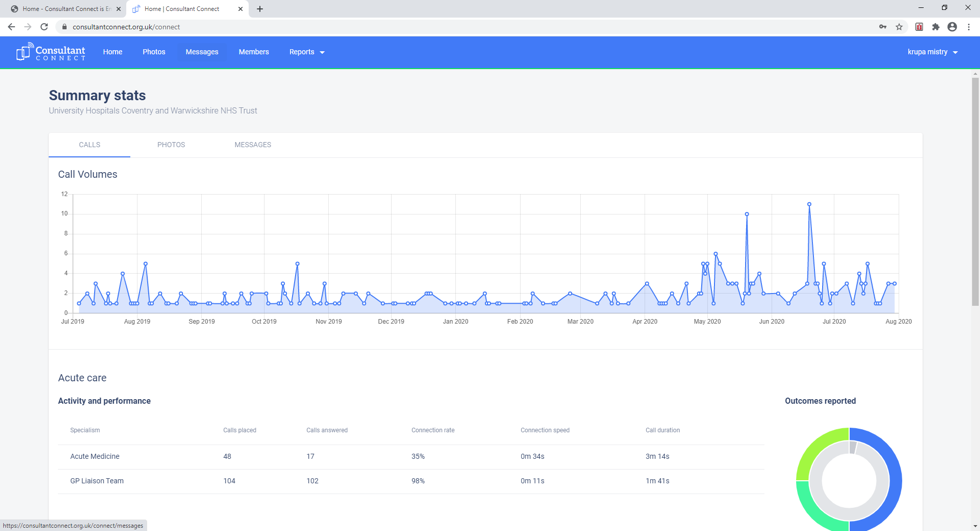 Home - Consultant Connect is Er
Home | Consultant Connect
consultantconnect.org.uk/connect
Consultant
CONNECT
Home
Photos
Messages
Members
Reports
krupa mistry
Summary stats
University Hospitals Coventry and Warwickshire NHS Trust
CALLS
PHOTOS
MESSAGES
Call Volumes
12
10
8
6
4
2
0
Jul 2019 Aug 2019 Sep 2019 Oct 2019 Nov 2019 Dec 2019 Jan 2020 Feb 2020 Mar 2020 Apr 2020 May 2020 Jun 2020 Jul 2020 Aug 2020
Acute care
Activity and performance
Outcomes reported
Specialism Calls placed Calls answered Connection rate Connection speed Call duration
Acute Medicine 48 17 35% 0m 34s 3m 14s
GP Liaison Team 104 102 98% 0m 11s 1m 41s
https://consultantconnect.org.uk/connect/messages